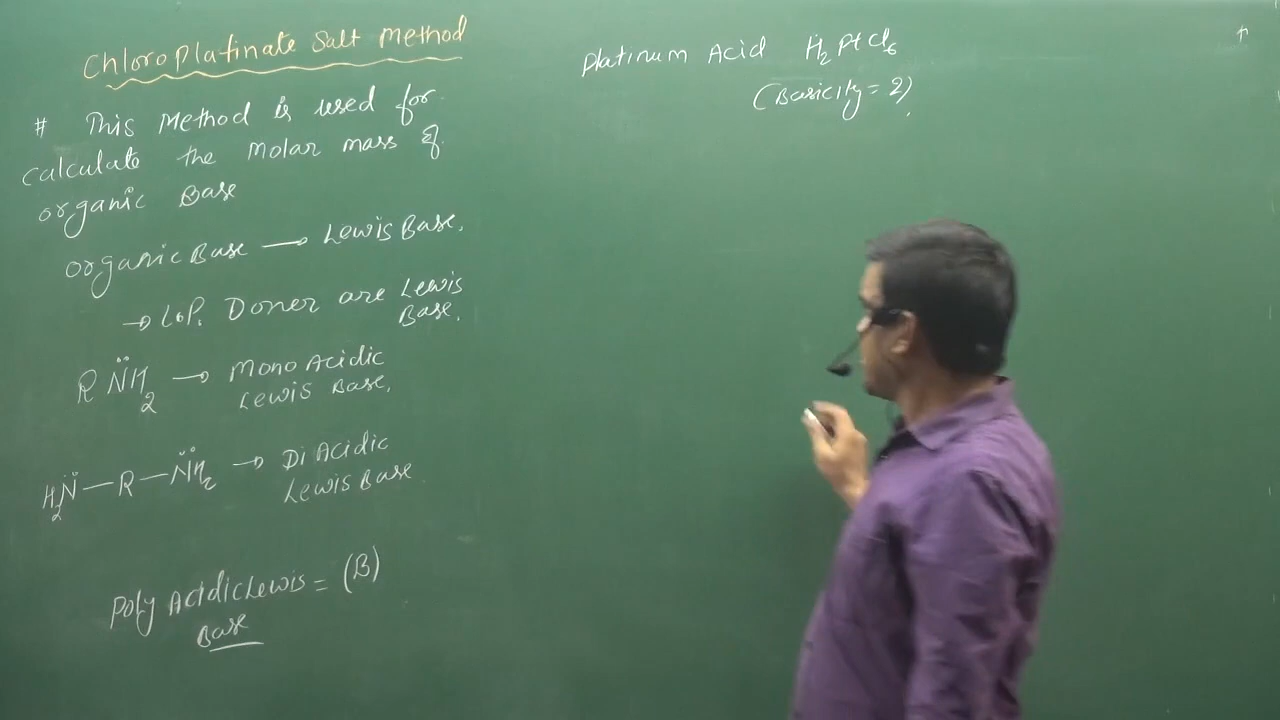 ChloroPlatinate Salt Method
# This Method is used for
calculate the Molar mass of
organic Base
Organic Base → Lewis Base.
→ L.P. Doner are Lewis
Base.
R N̈H2 → Mono Acidic
Lewis Base.
H2N̈ — R — N̈H2 → Di Acidic
Lewis Base
Poly Acidic Lewis = (B)
Base
Platinum Acid H2PtCl6
(Basicity = 2)